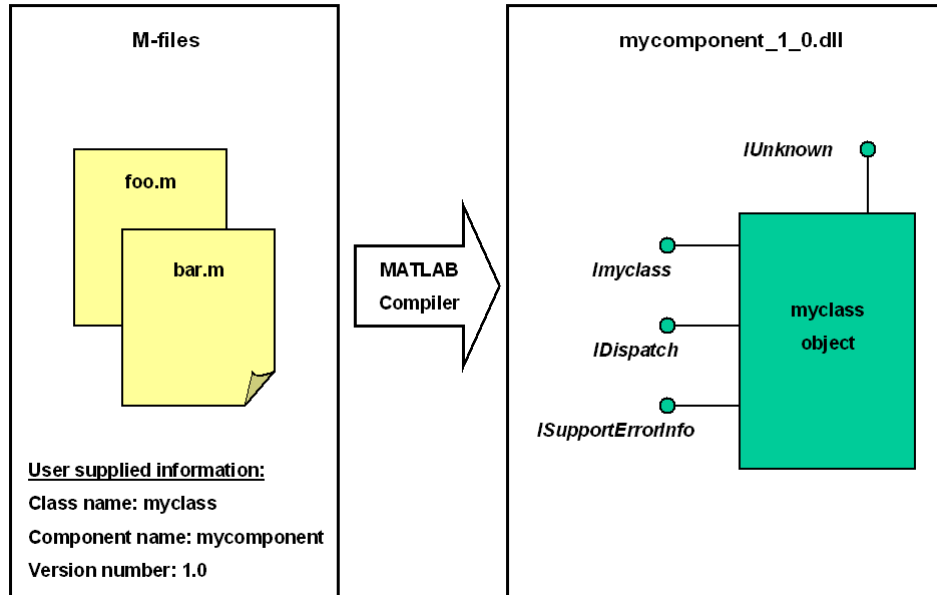 M-files
foo.m
bar.m
User supplied information:
Class name: myclass
Component name: mycomponent
Version number: 1.0
MATLAB
Compiler
mycomponent_1_0.dll
IUnknown
Imyclass
IDispatch
ISupportErrorInfo
myclass
object